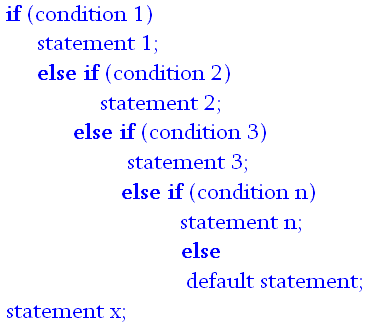 if (condition 1)
statement 1;
else if (condition 2)
statement 2;
else if (condition 3)
statement 3;
else if (condition n)
statement n;
else
default statement;
statement x;